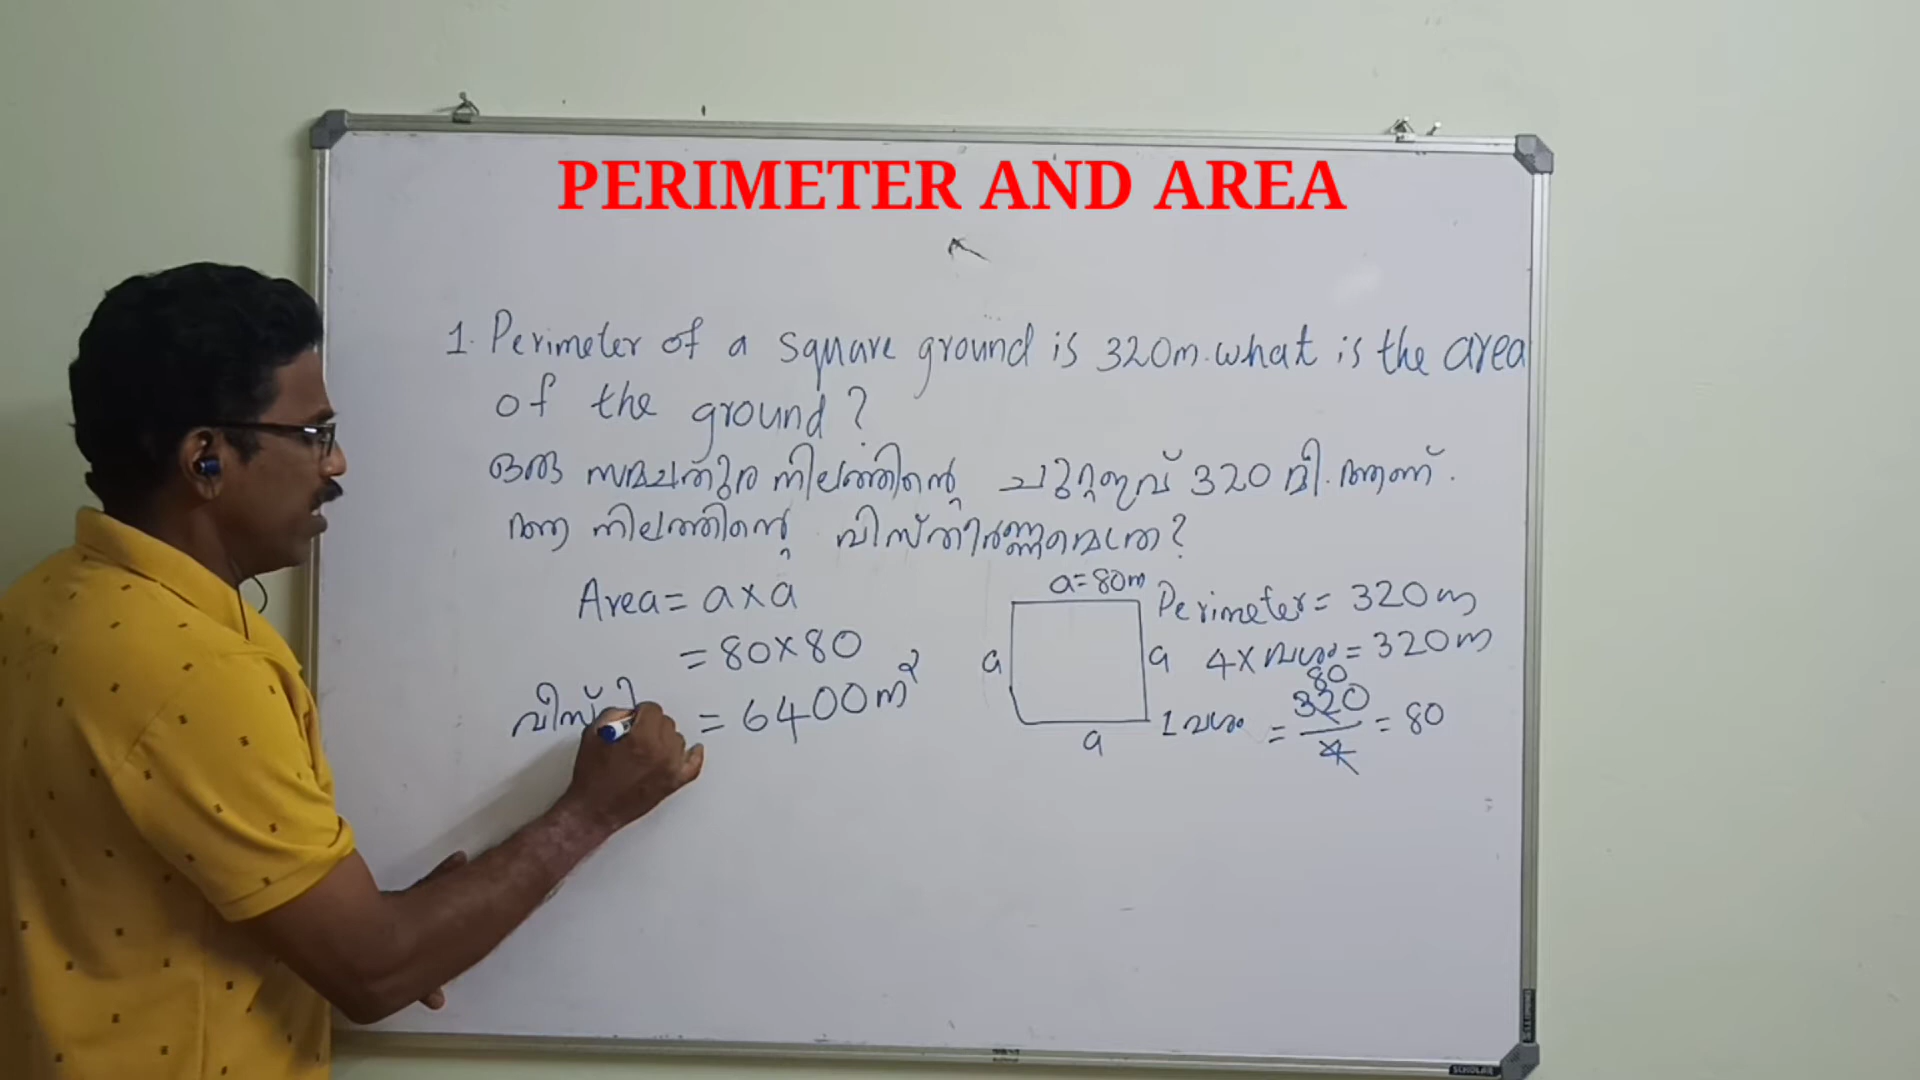 PERIMETER AND AREA
1. Perimeter of a square ground is 320m. what is the area
of the ground?
ഒരു സമചതുര നിലത്തിന്റെ ചുറ്റളവ് 320 മീ. ആണ്.
ആ നിലത്തിന്റെ വിസ്തീർണ്ണമെത്ര?
Area = a x a
= 80 x 80
വിസ്തീ = 6400 m²
a = 80m
a
a
a
Perimeter = 320 m
4 x വശം = 320 m
80
1 വശം = 320/4 = 80
SCHOLAR